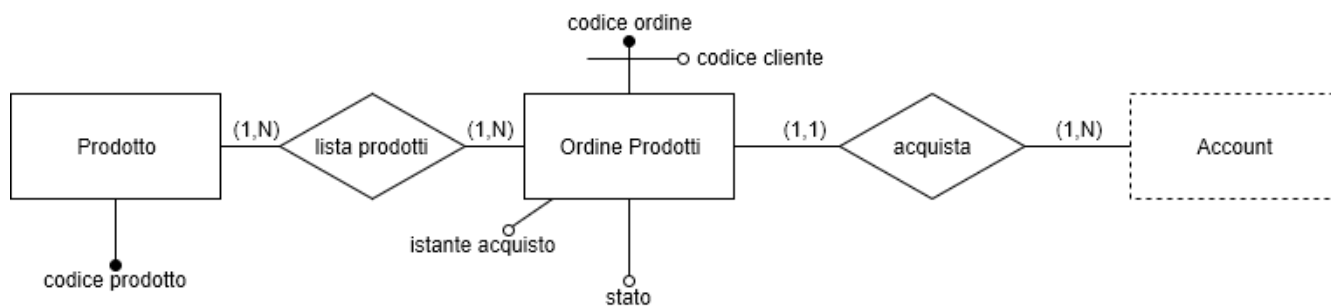 codice ordine
codice cliente
Prodotto
(1,N)
lista prodotti
(1,N)
Ordine Prodotti
(1,1)
acquista
(1,N)
Account
istante acquisto
codice prodotto
stato